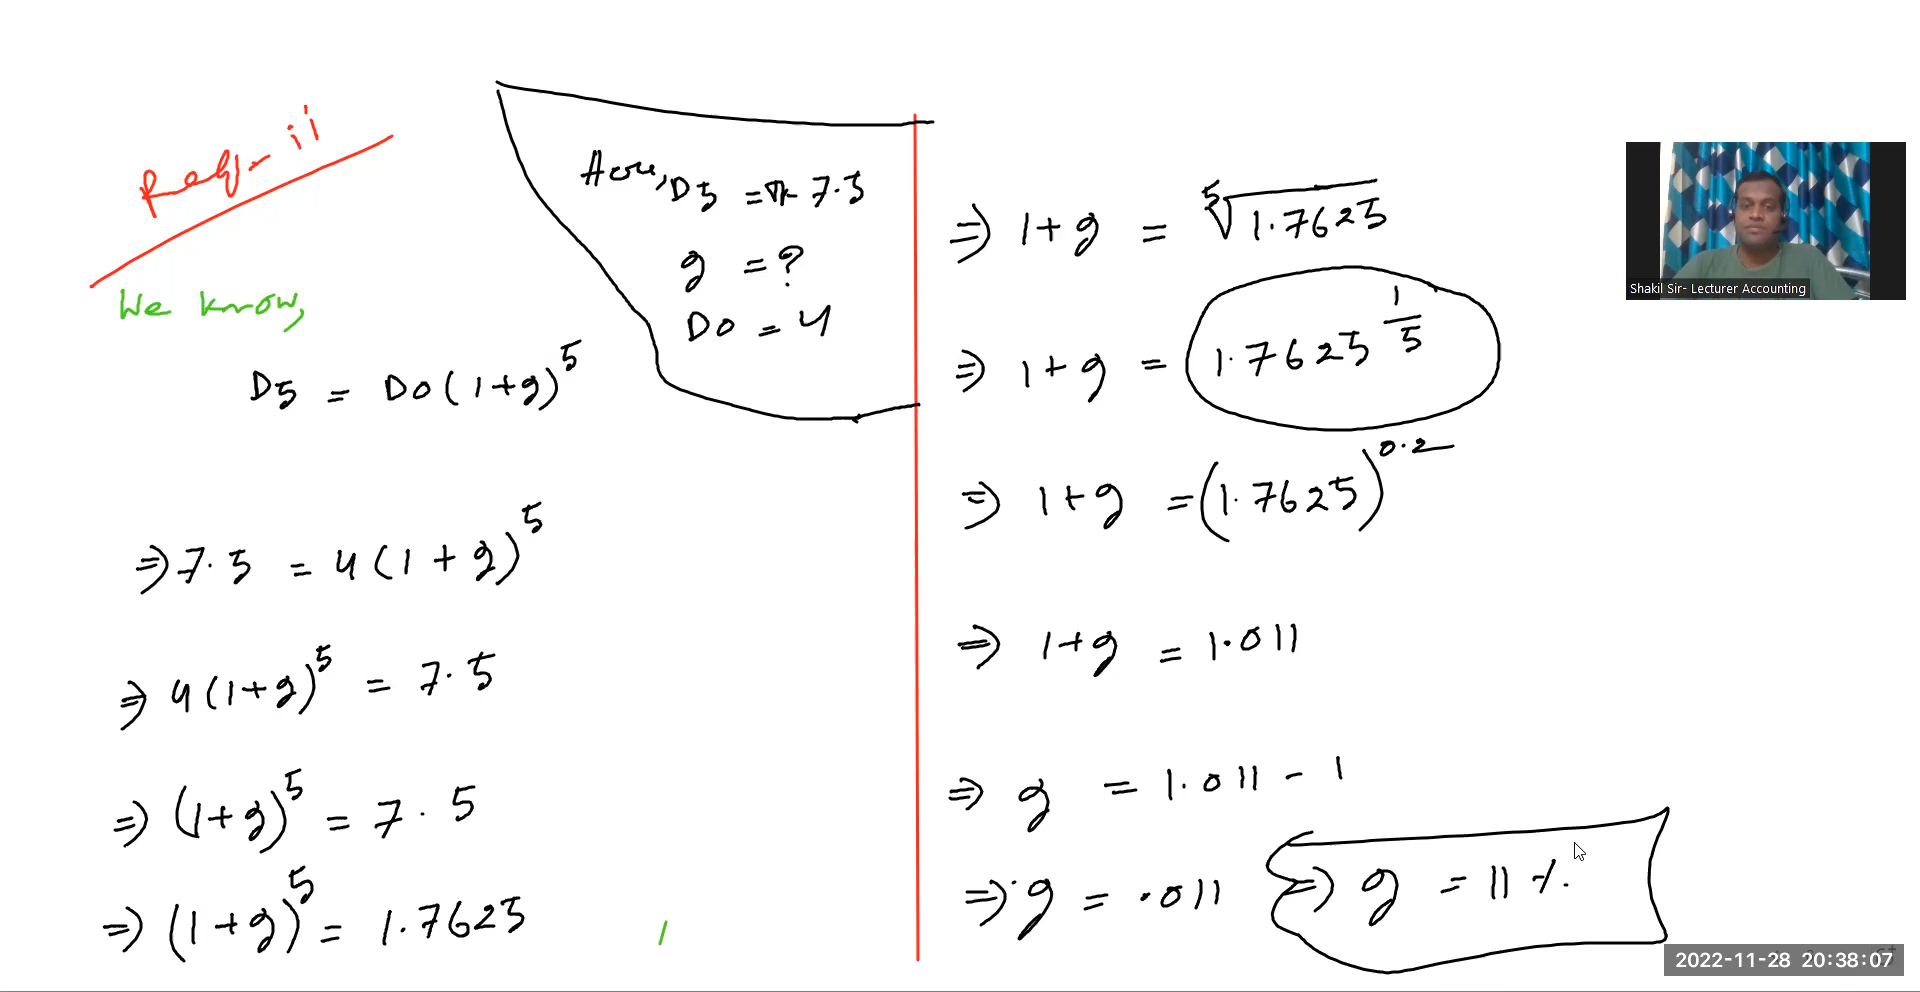 Req- ii
We know,
D5 = D0(1+g)^5
Here, D5 = Tk 7.5
g = ?
D0 = 4
⇒ 7.5 = 4(1+g)^5
⇒ 4(1+g)^5 = 7.5
⇒ (1+g)^5 = 7.5
⇒ (1+g)^5 = 1.7625
⇒ 1+g = ⁵√1.7625
⇒ 1+g = 1.7625^1/5
⇒ 1+g = (1.7625)^0.2
⇒ 1+g = 1.011
⇒ g = 1.011 - 1
⇒ g = .011
⇒ g = 11%.
Shakil Sir- Lecturer Accounting
2022-11-28 20:38:07